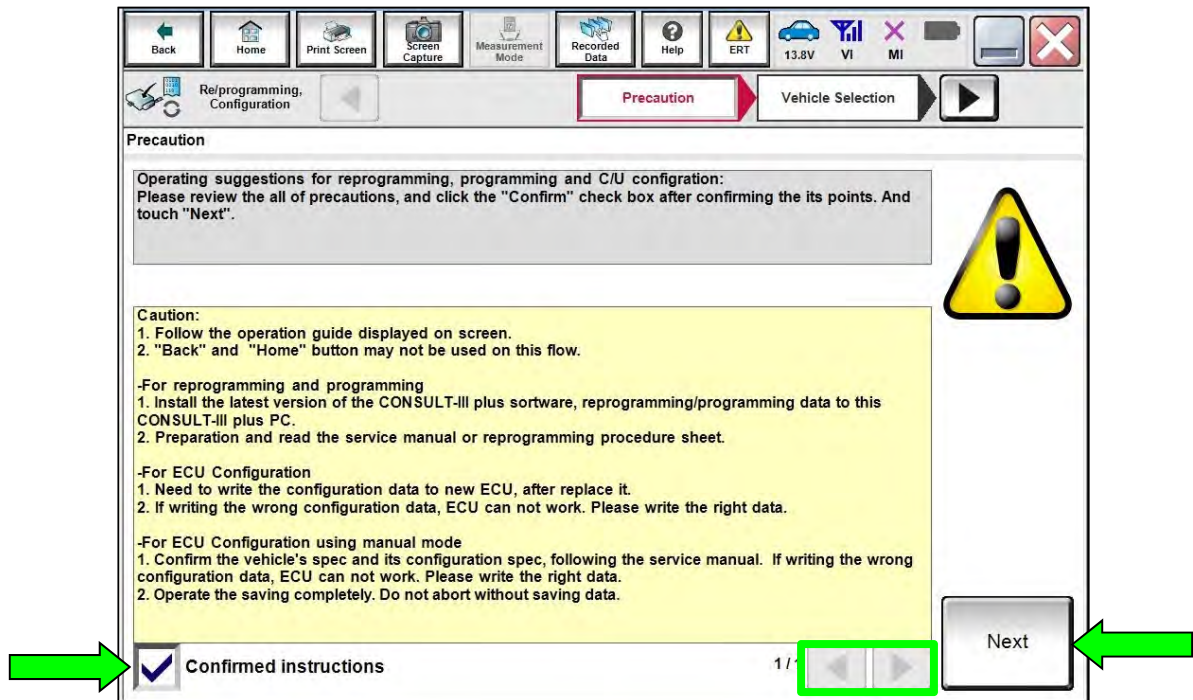 Back
Home
Print Screen
Screen
Capture
Measurement
Mode
Recorded
Data
Help
ERT
13.8V
VI
MI
Re/programming,
Configuration
Precaution
Vehicle Selection
Precaution
Operating suggestions for reprogramming, programming and C/U configration:
Please review the all of precautions, and click the "Confirm" check box after confirming the its points. And
touch "Next".
Caution:
1. Follow the operation guide displayed on screen.
2. "Back" and "Home" button may not be used on this flow.
-For reprogramming and programming
1. Install the latest version of the CONSULT-III plus sortware, reprogramming/programming data to this
CONSULT-III plus PC.
2. Preparation and read the service manual or reprogramming procedure sheet.
-For ECU Configuration
1. Need to write the configuration data to new ECU, after replace it.
2. If writing the wrong configuration data, ECU can not work. Please write the right data.
-For ECU Configuration using manual mode
1. Confirm the vehicle's spec and its configuration spec, following the service manual. If writing the wrong
configuration data, ECU can not work. Please write the right data.
2. Operate the saving completely. Do not abort without saving data.
Next
Confirmed instructions
1/